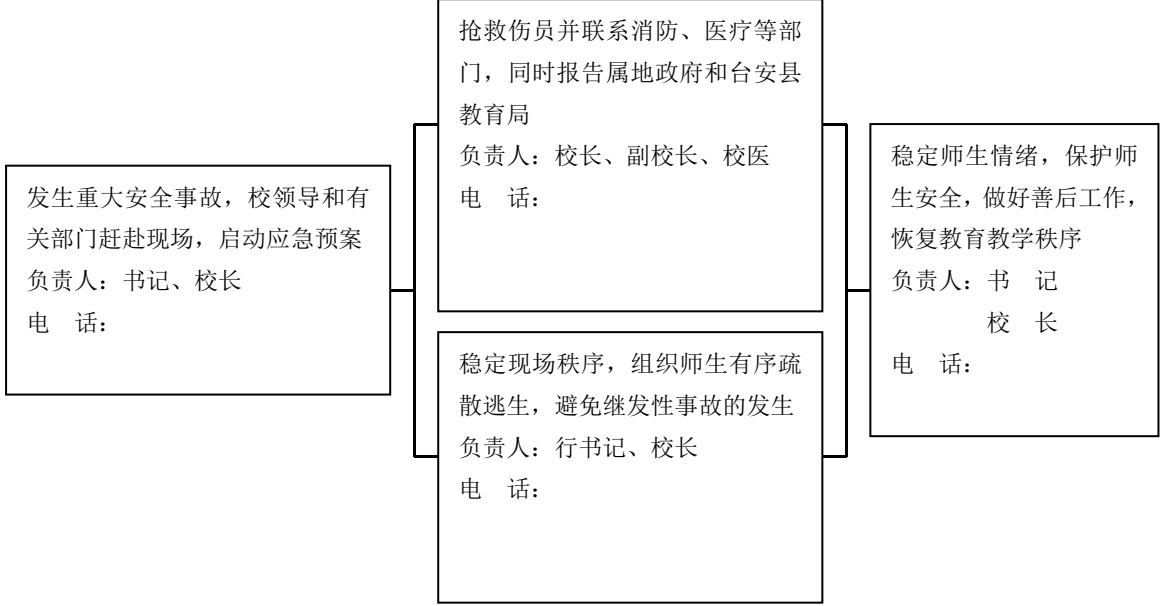 发生重大安全事故，校领导和有
关部门赶赴现场，启动应急预案
负责人：书记、校长
电　话：
抢救伤员并联系消防、医疗等部
门，同时报告属地政府和台安县
教育局
负责人：校长、副校长、校医
电　话：
稳定现场秩序，组织师生有序疏
散逃生，避免继发性事故的发生
负责人：行书记、校长
电　话：
稳定师生情绪，保护师
生安全，做好善后工作，
恢复教育教学秩序
负责人：书　记
校　长
电　话：